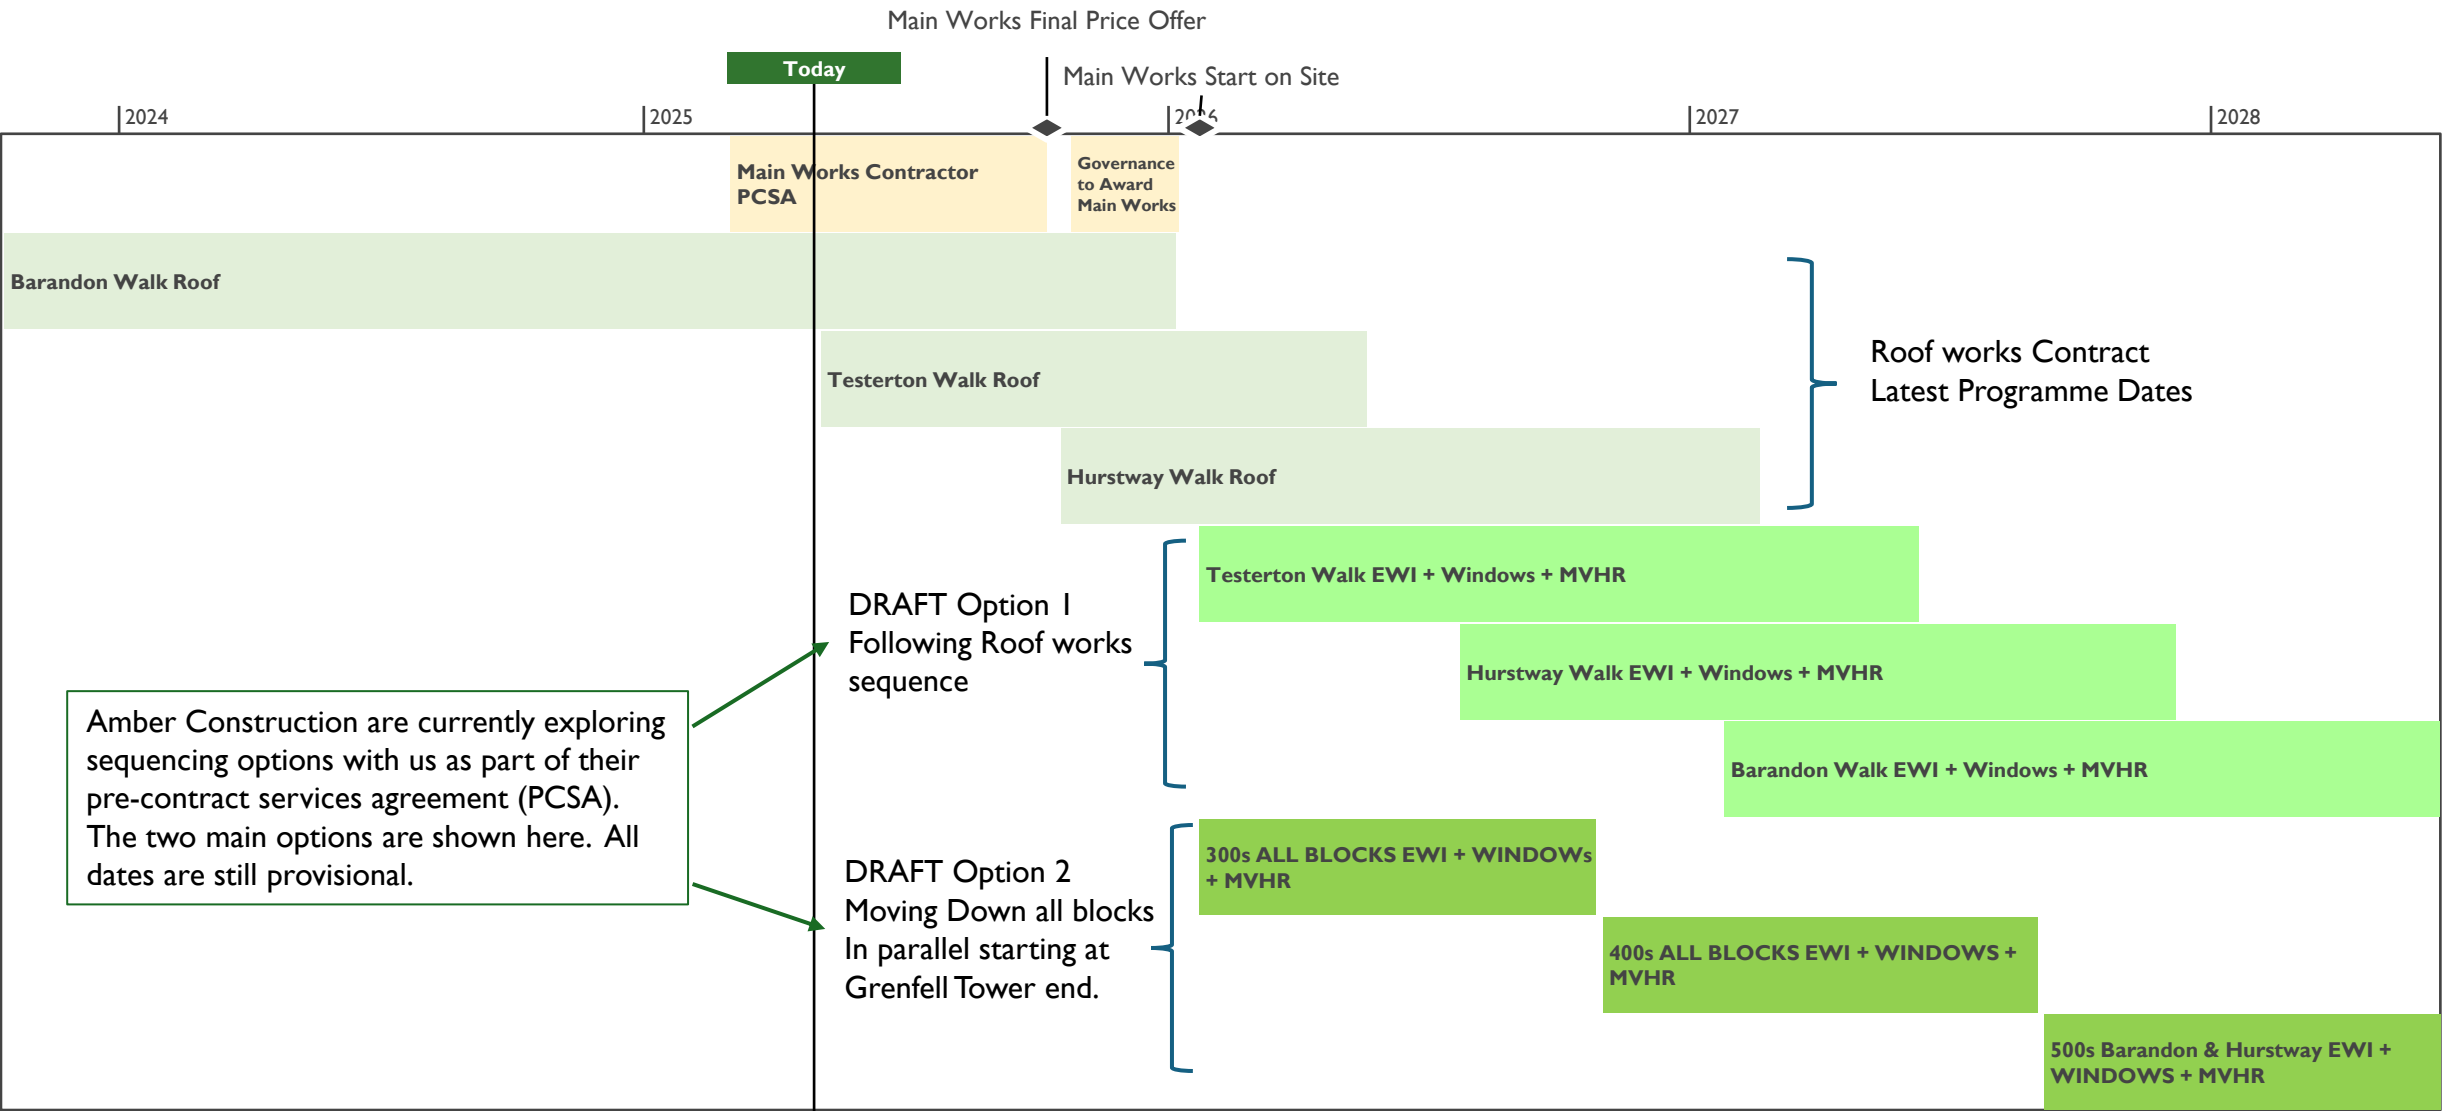 Main Works Final Price Offer
Today
Main Works Start on Site
2024
2025
2026
2027
2028
Main Works Contractor
PCSA
Governance
to Award
Main Works
Barandon Walk Roof
Testerton Walk Roof
Hurstway Walk Roof
Roof works Contract
Latest Programme Dates
Testerton Walk EWI + Windows + MVHR
Hurstway Walk EWI + Windows + MVHR
Barandon Walk EWI + Windows + MVHR
DRAFT Option 1
Following Roof works
sequence
Amber Construction are currently exploring
sequencing options with us as part of their
pre-contract services agreement (PCSA).
The two main options are shown here. All
dates are still provisional.
DRAFT Option 2
Moving Down all blocks
In parallel starting at
Grenfell Tower end.
300s ALL BLOCKS EWI + WINDOWs
+ MVHR
400s ALL BLOCKS EWI + WINDOWS +
MVHR
500s Barandon & Hurstway EWI +
WINDOWS + MVHR